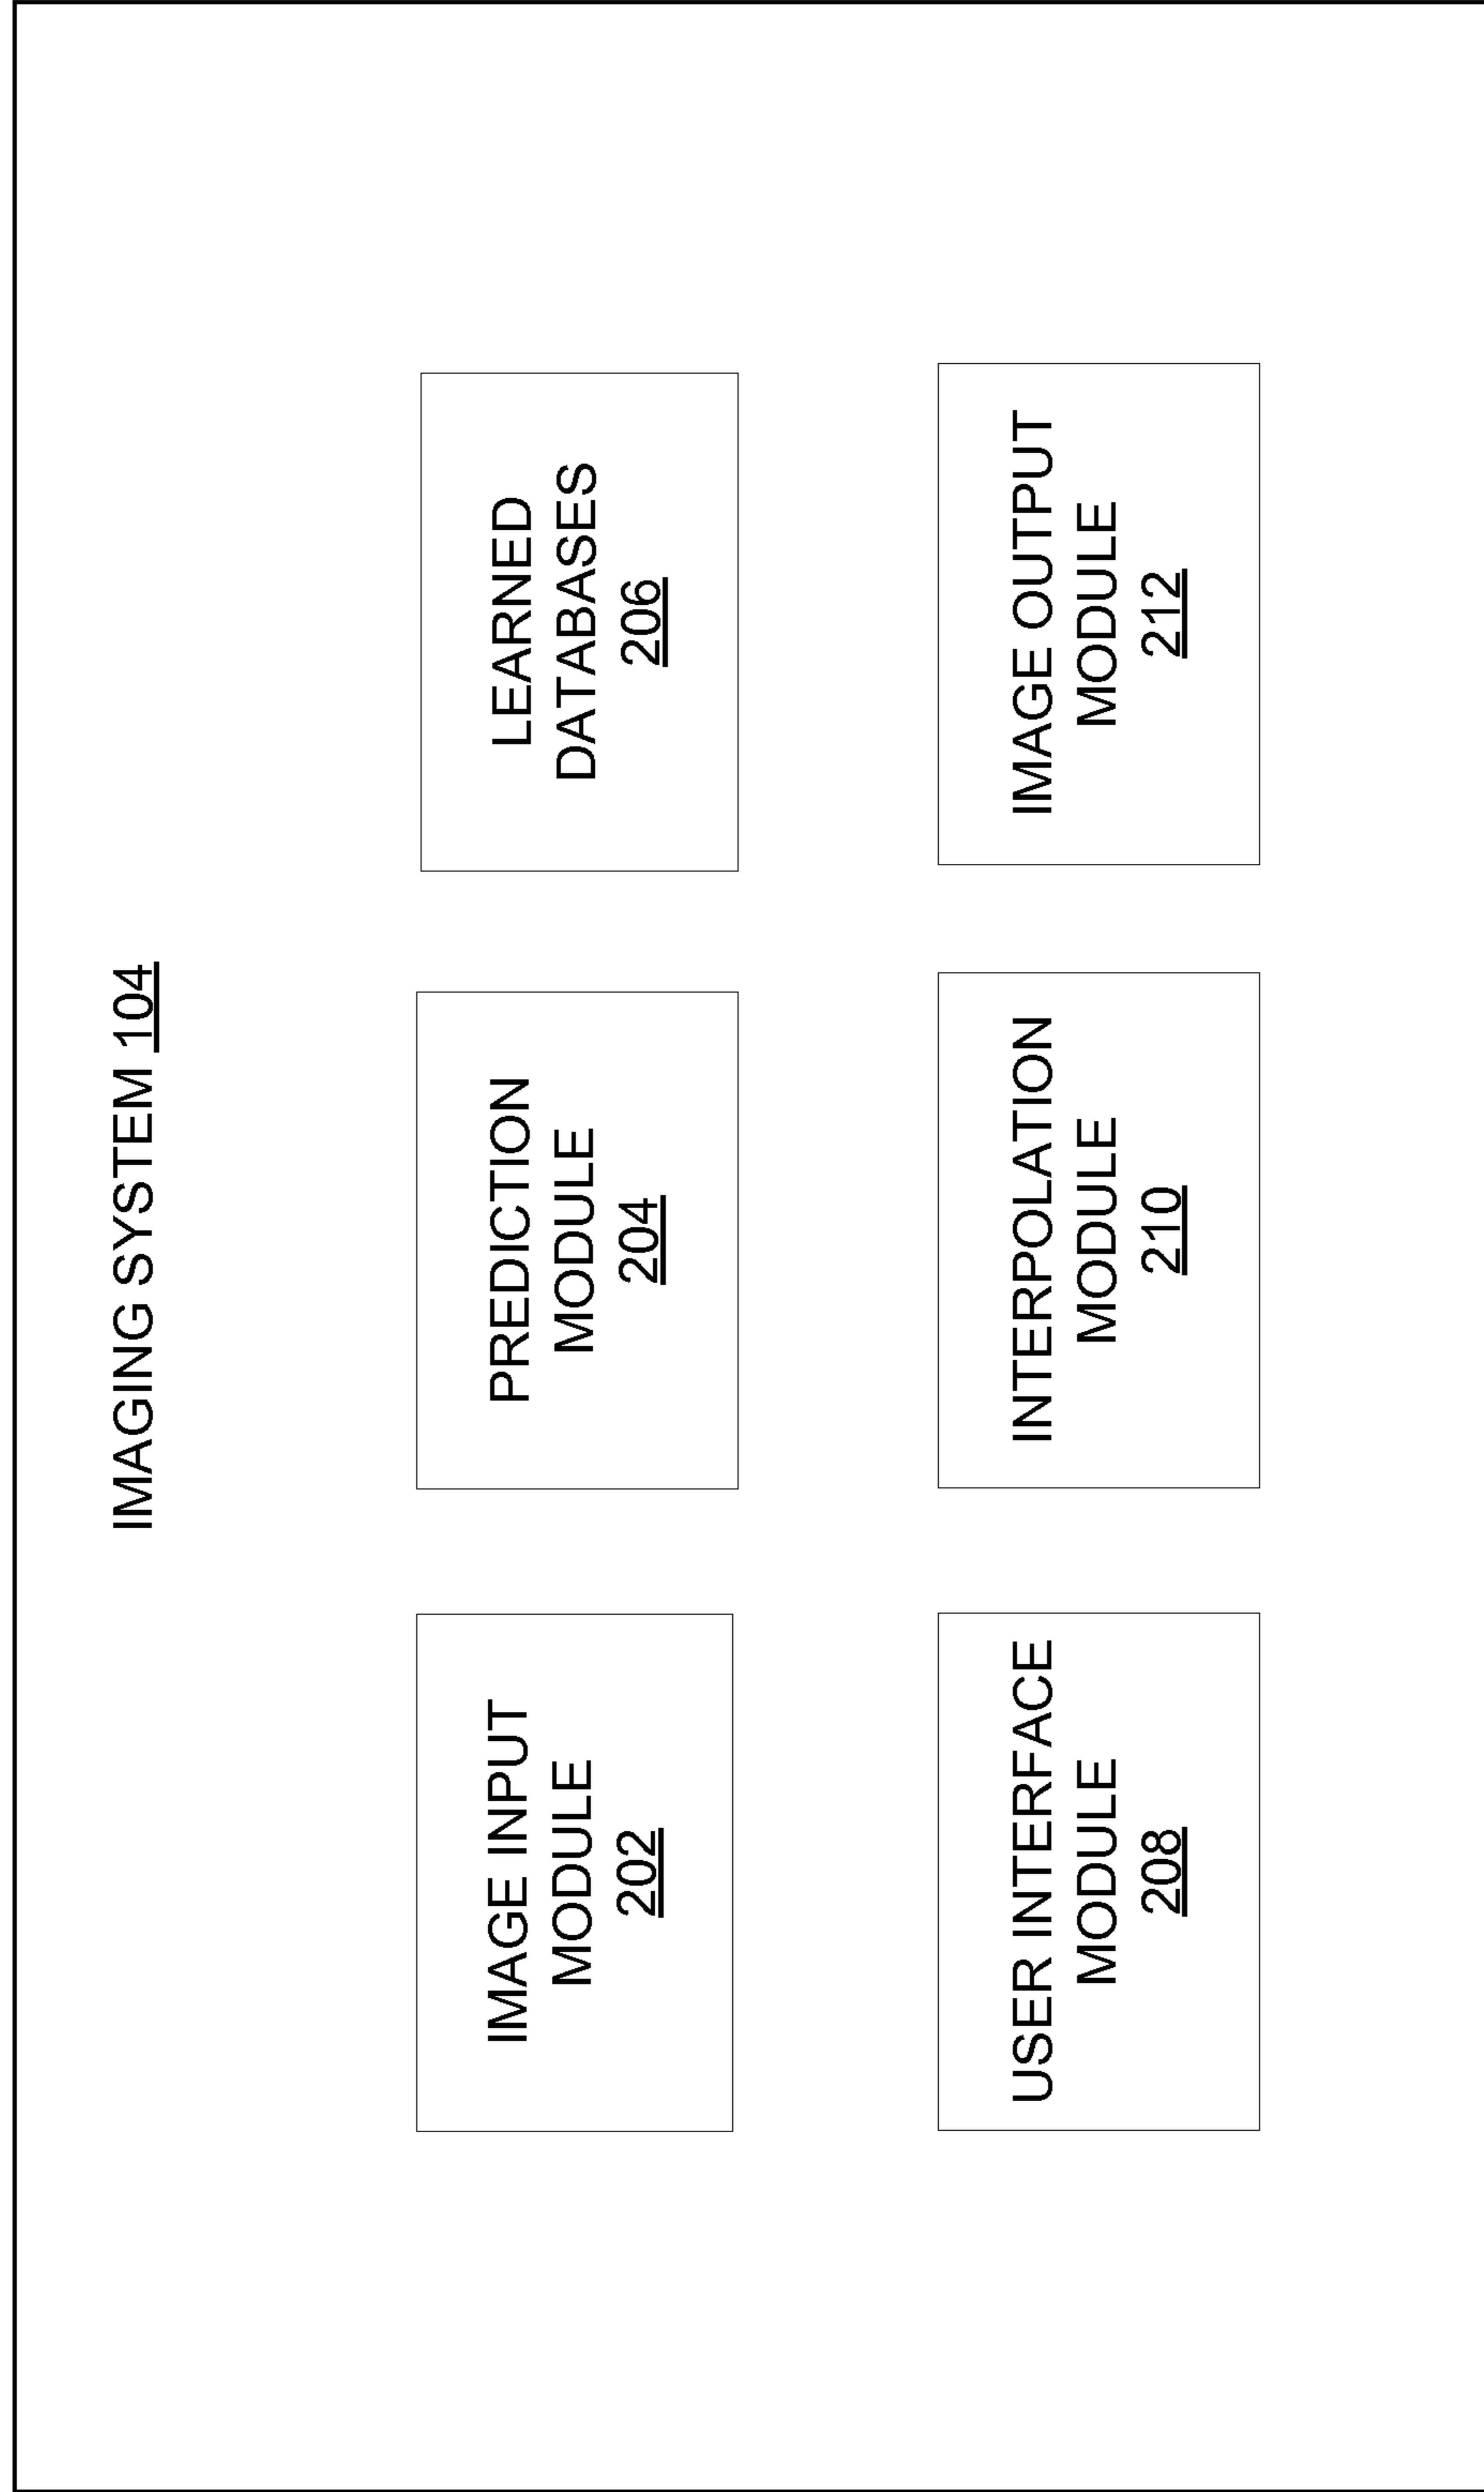 IMAGING SYSTEM 104
IMAGE INPUT
MODULE
202
PREDICTION
MODULE
204
LEARNED
DATABASES
206
USER INTERFACE
MODULE
208
INTERPOLATION
MODULE
210
IMAGE OUTPUT
MODULE
212